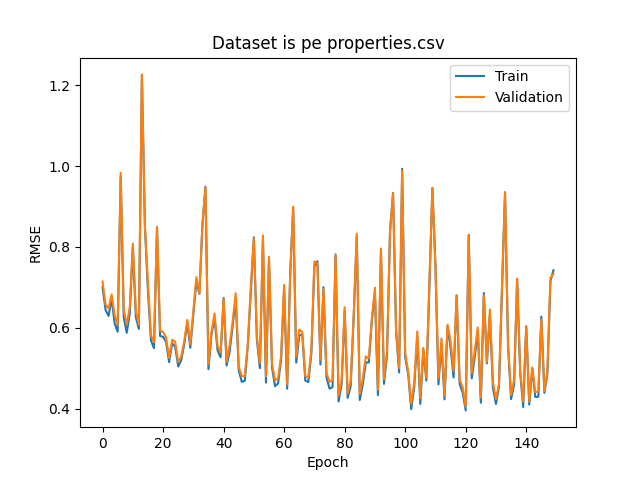 Dataset is pe properties.csv
RMSE
1.2
1.0
0.8
0.6
0.4
Train
Validation
0 20 40 60 80 100 120 140
Epoch